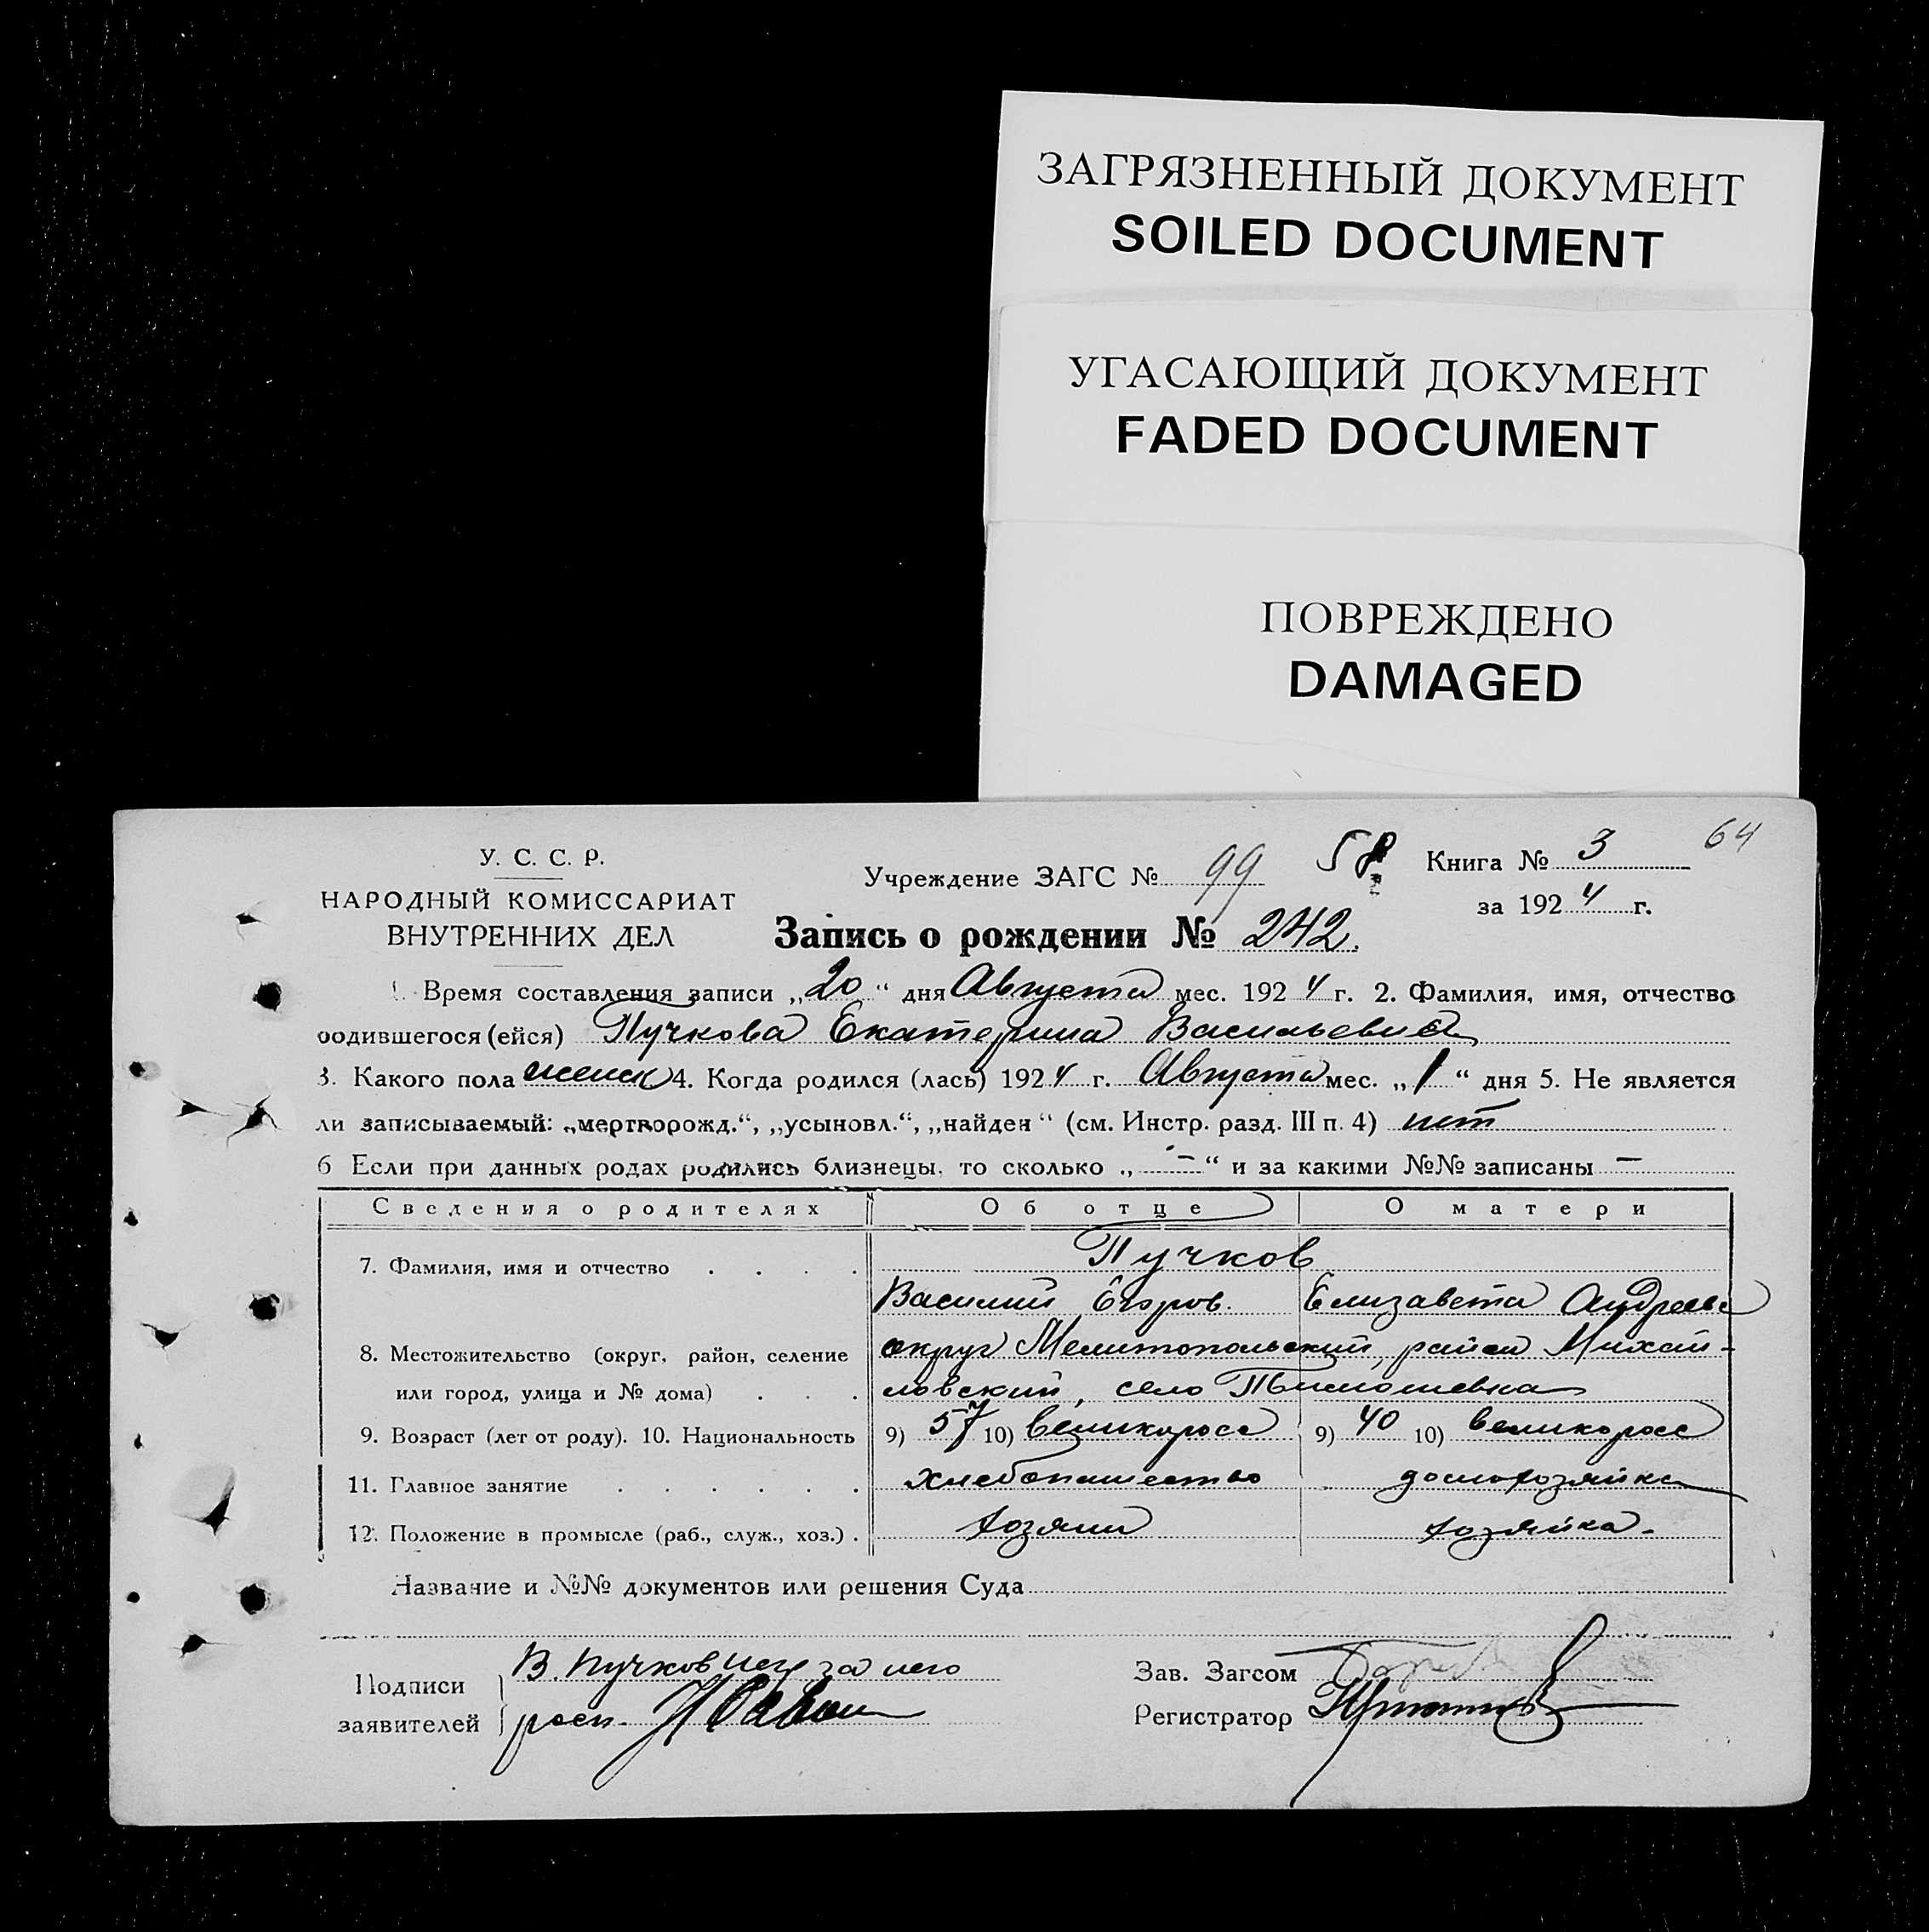 ЗАГРЯЗНЕННЫЙ ДОКУМЕНТ
SOILED DOCUMENT
УГАСАЮЩИЙ ДОКУМЕНТ
FADED DOCUMENT
ПОВРЕЖДЕНО
DAMAGED
64
У. С. С. Р.
НАРОДНЫЙ КОМИССАРИАТ
ВНУТРЕННИХ ДЕЛ
Учреждение ЗАГС № 99 58
Книга № 3
за 1924 г.
Запись о рождении № 242.
1. Время составления записи „20“ дня Августа мес. 1924 г. 2. Фамилия, имя, отчество
родившегося (ейся) Пучкова Екатерина Васильевна
3. Какого пола женск 4. Когда родился (лась) 1924 г. Августа мес. „1“ дня 5. Не является
ли записываемый: „мертворожд.“, „усыновл.“, „найден“ (см. Инстр. разд. III п. 4) нет
6 Если при данных родах родились близнецы, то сколько „-“ и за какими №№ записаны —
Сведения о родителях Об отце О матери
7. Фамилия, имя и отчество . . . . Пучков
Василий Егоров. Елизавета Андреевна
8. Местожительство (округ, район, селение округ Мелитопольский, район Михай-
или город, улица и № дома) . . . ловский, село Тимошевка
9. Возраст (лет от роду). 10. Национальность 9) 57 10) великоросс 9) 40 10) великоросс
11. Главное занятие . . . . . . хлебопашество домохозяйка
12. Положение в промысле (раб., служ., хоз.) . хозяин хозяйка.
Название и №№ документов или решения Суда
Подписи
заявителей
В. Пучков негр за него
росп.
Зав. Загсом
Регистратор